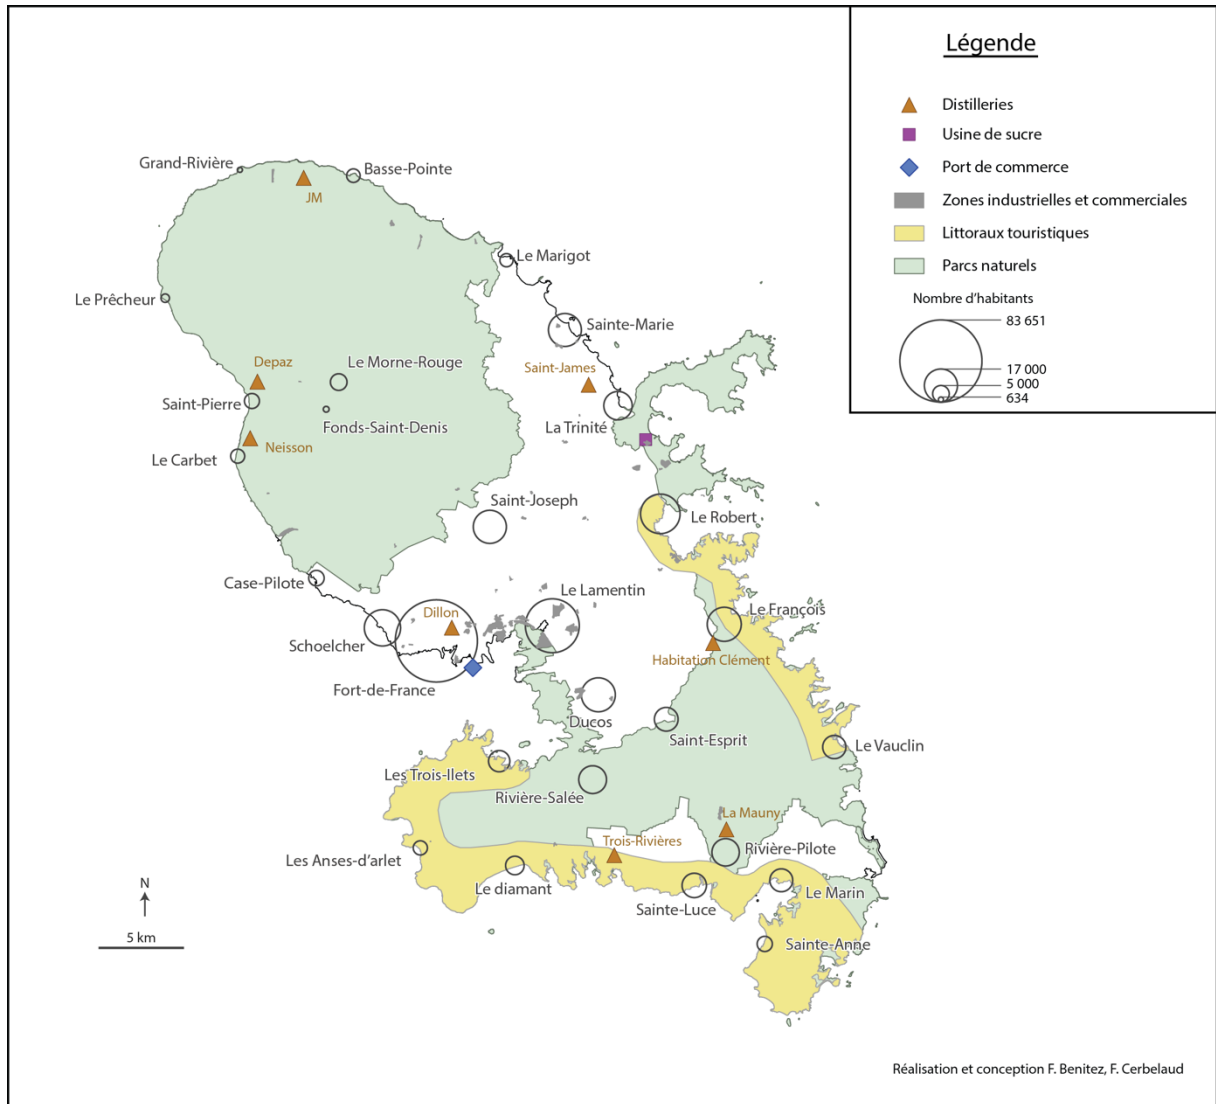 Légende
Distilleries
Usine de sucre
Port de commerce
Zones industrielles et commerciales
Littoraux touristiques
Parcs naturels
Nombre d'habitants
83 651
17 000
5 000
634
Grand-Rivière
Basse-Pointe
JM
Le Marigot
Le Prêcheur
Sainte-Marie
Depaz
Le Morne-Rouge
Saint-James
Saint-Pierre
Fonds-Saint-Denis
La Trinité
Neisson
Le Carbet
Saint-Joseph
Le Robert
Case-Pilote
Le Lamentin
Dillon
Le François
Schoelcher
Habitation Clément
Fort-de-France
Ducos
Saint-Esprit
Le Vauclin
Les Trois-Ilets
Rivière-Salée
La Mauny
Trois-Rivières
Rivière-Pilote
Les Anses-d'arlet
Le diamant
Le Marin
Sainte-Luce
N
5 km
Sainte-Anne
Réalisation et conception F. Benitez, F. Cerbelaud